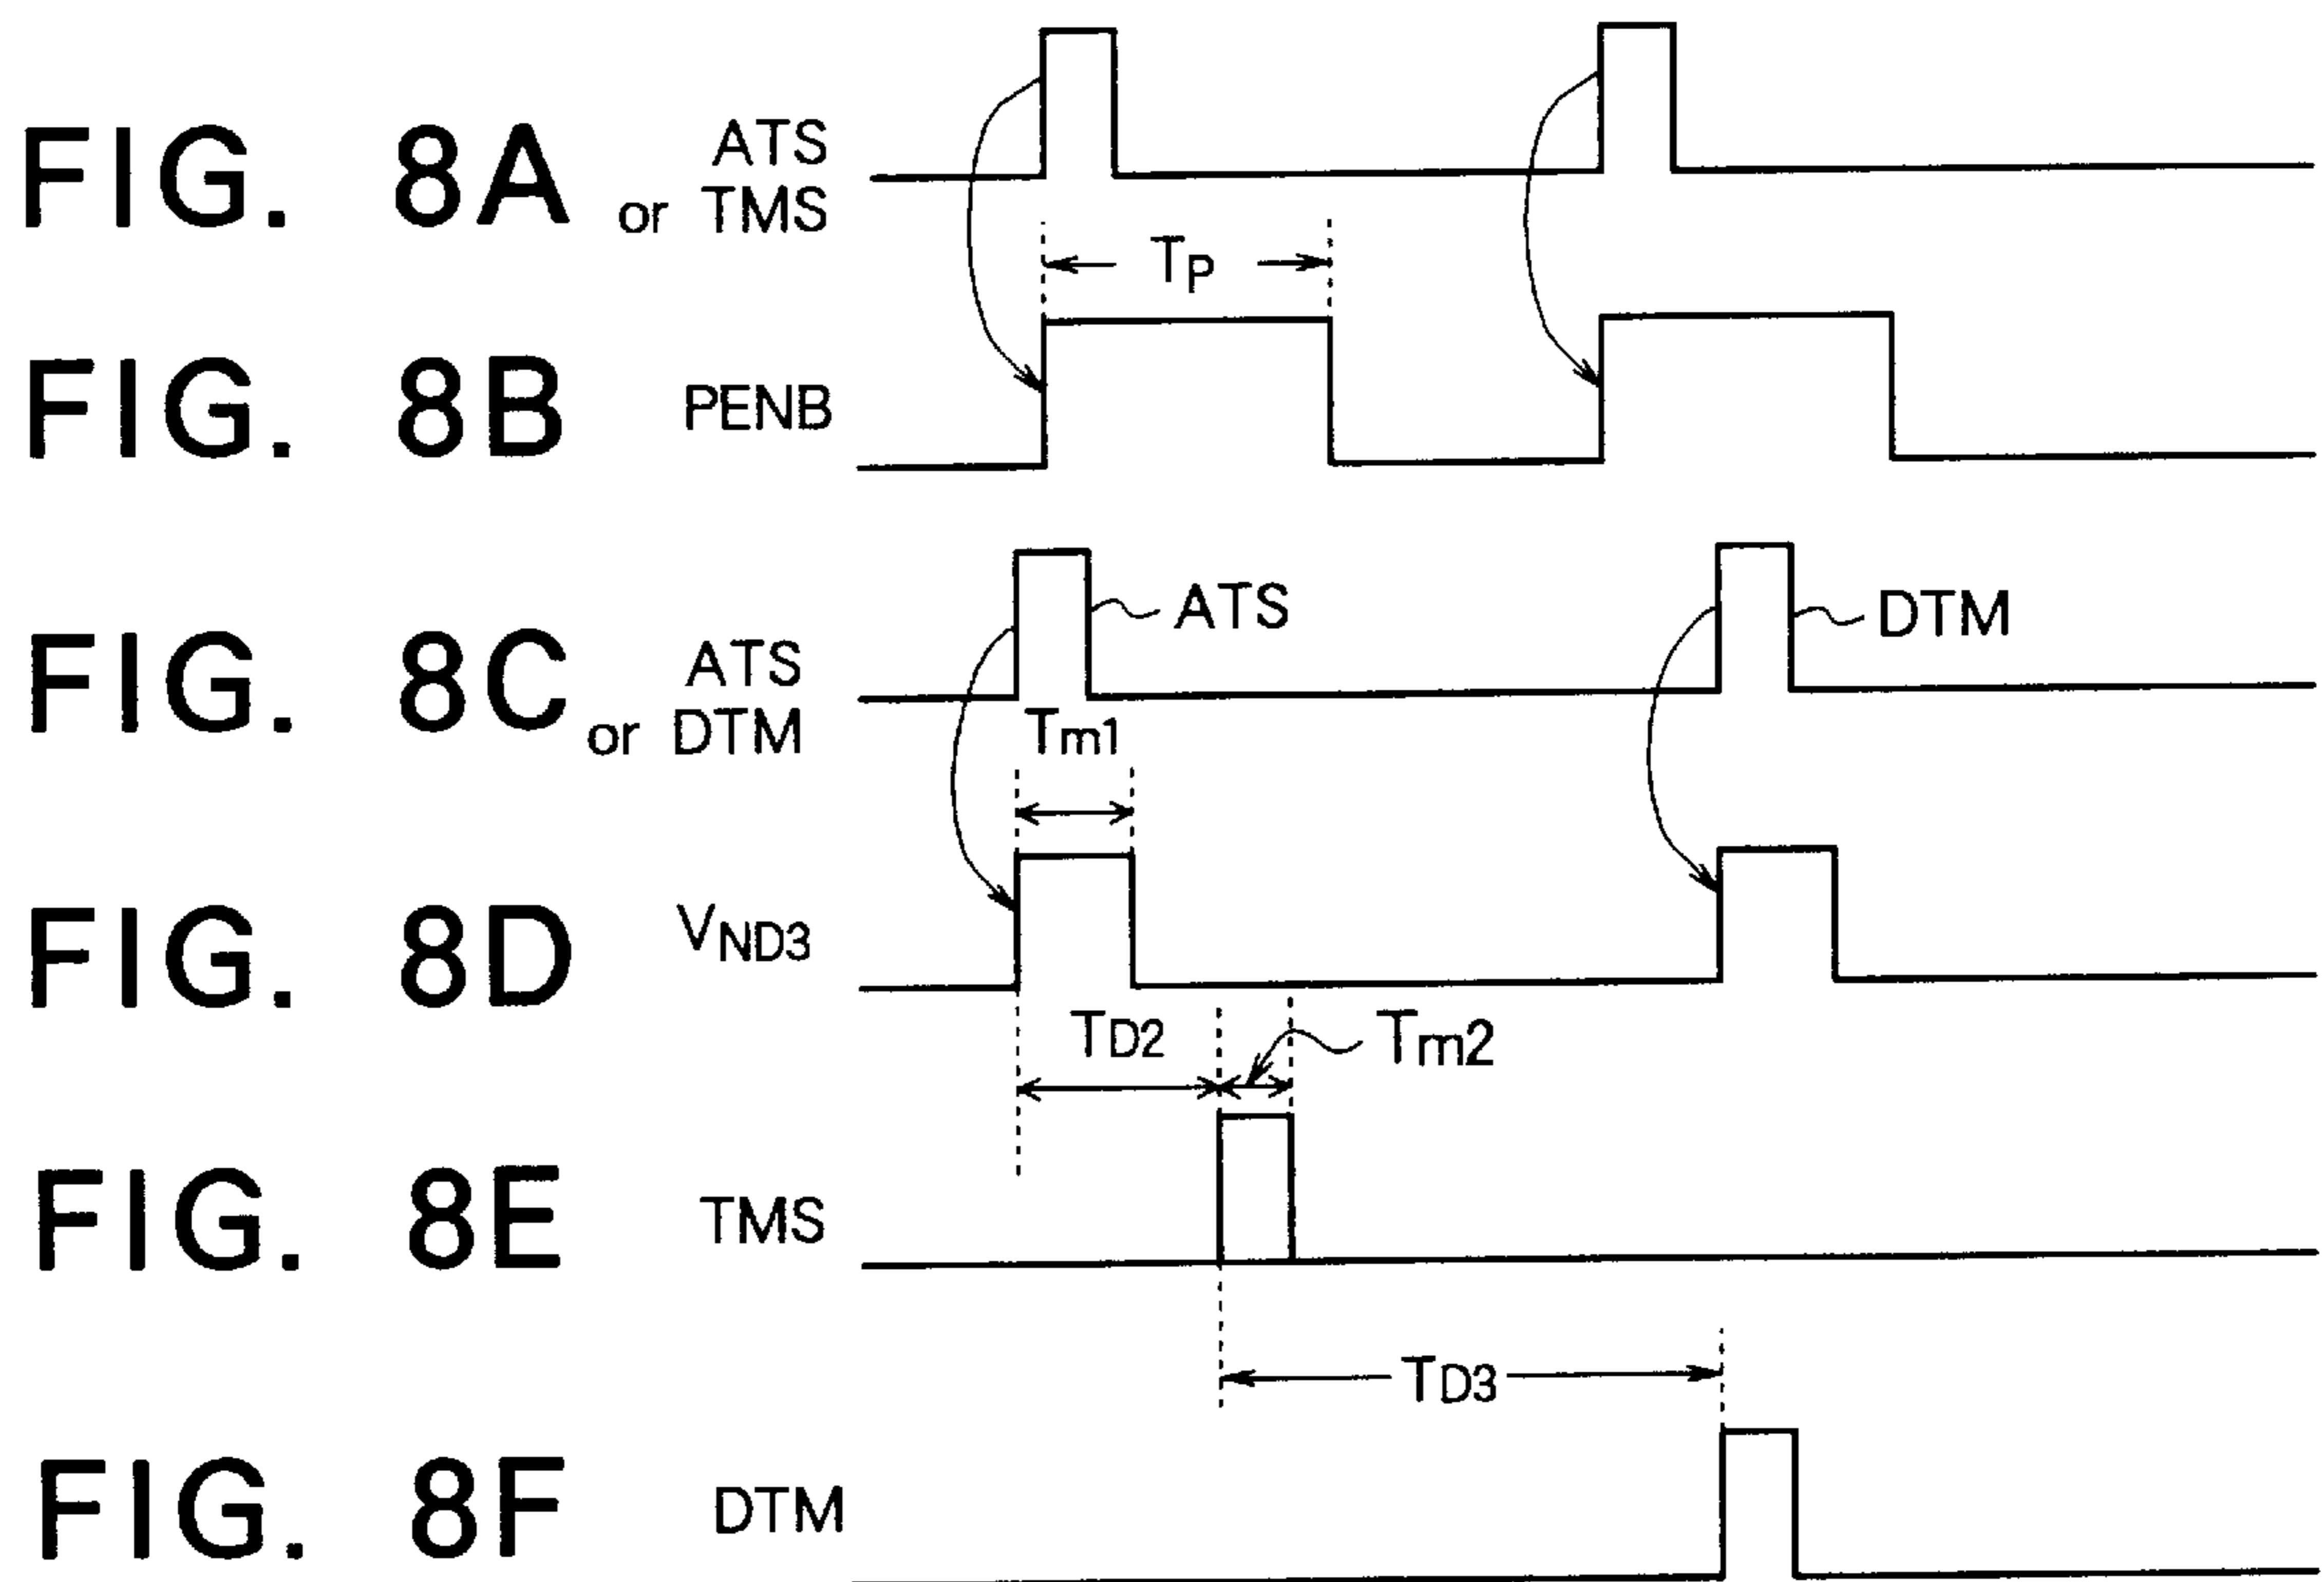 FIG. 8A ATS
or TMS
TP
FIG. 8B PENB
ATS DTM
FIG. 8C ATS
or DTM Tm1
FIG. 8D VND3
TD2 Tm2
FIG. 8E TMS
TD3
FIG. 8F DTM